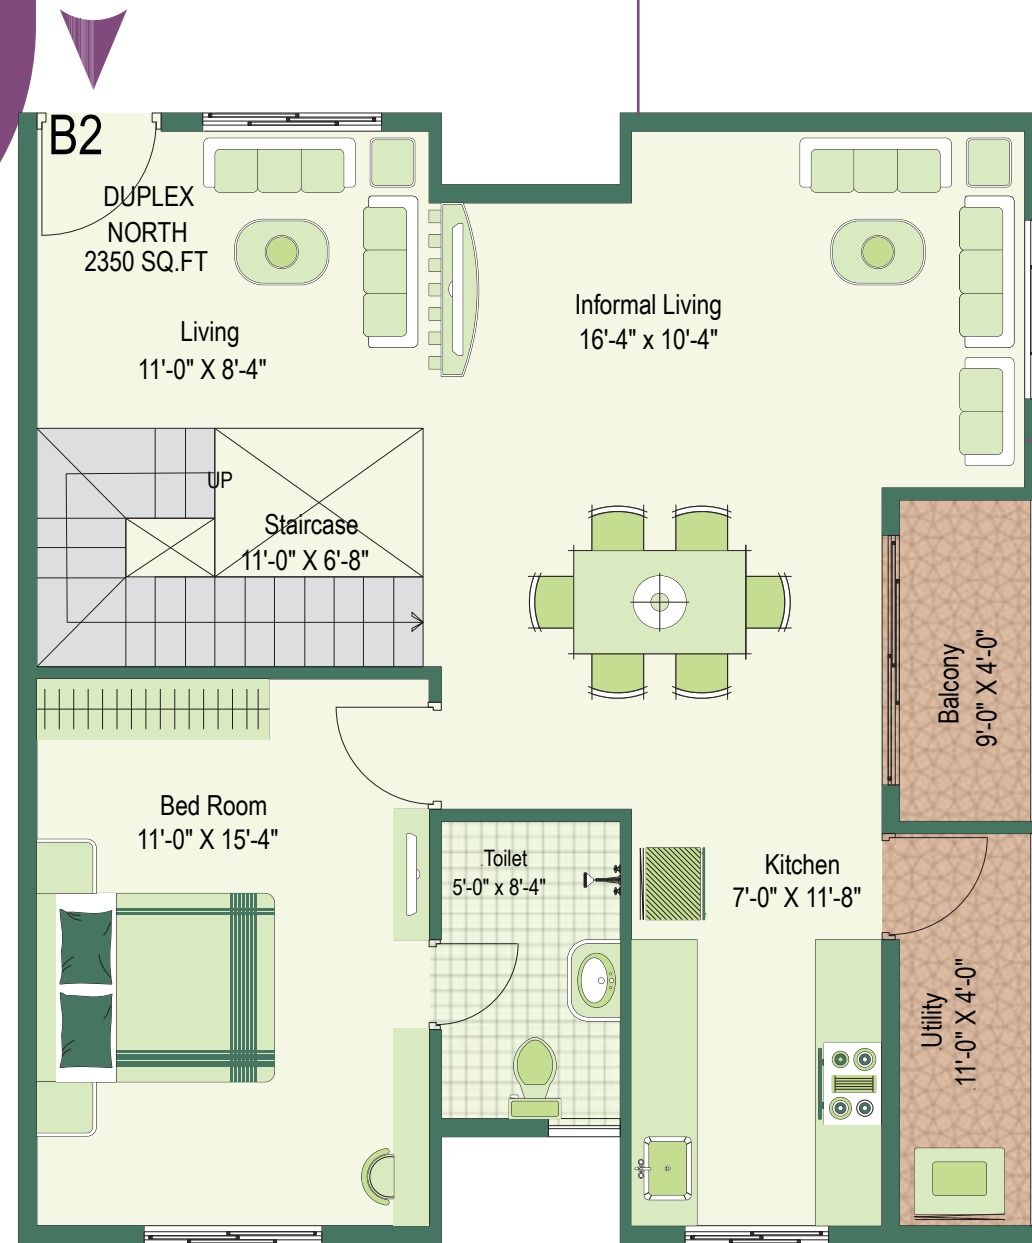 B2
DUPLEX
NORTH
2350 SQ.FT
Living
11'-0" X 8'-4"
Informal Living
16'-4" x 10'-4"
UP
Staircase
11'-0" X 6'-8"
Balcony
9'-0" X 4'-0"
Bed Room
11'-0" X 15'-4"
Toilet
5'-0" x 8'-4"
Kitchen
7'-0" X 11'-8"
Utility
11'-0" X 4'-0"